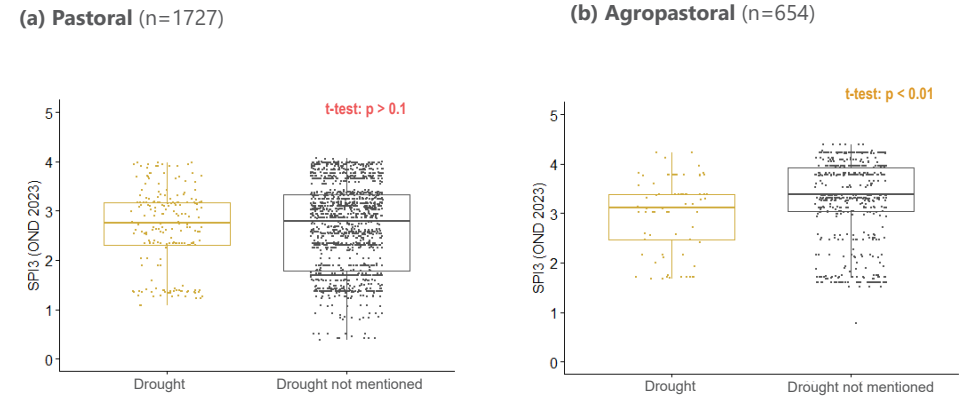 (a) Pastoral (n=1727)
t-test: p > 0.1
SPI3 (OND 2023)
5
4
3
2
1
0
Drought
Drought not mentioned
(b) Agropastoral (n=654)
t-test: p < 0.01
SPI3 (OND 2023)
5
4
3
2
1
0
Drought
Drought not mentioned